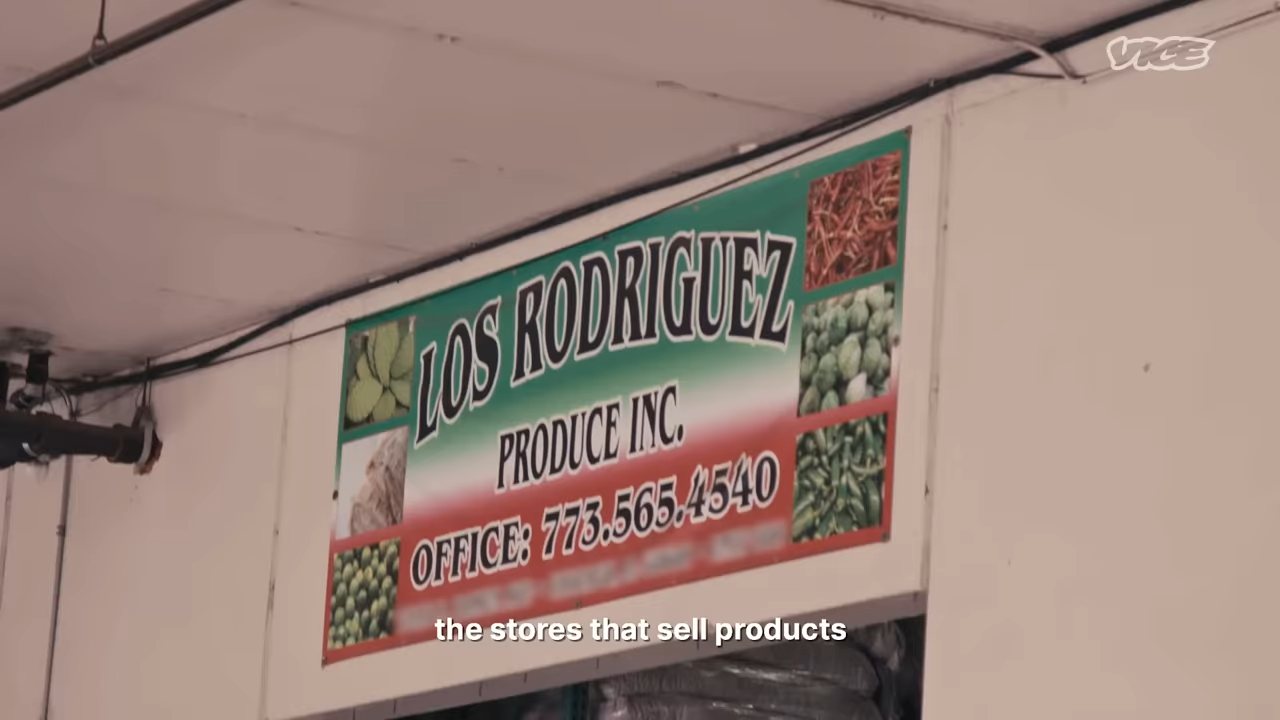 VICE
LOS RODRIGUEZ
PRODUCE INC.
OFFICE: 773.565.4540
the stores that sell products